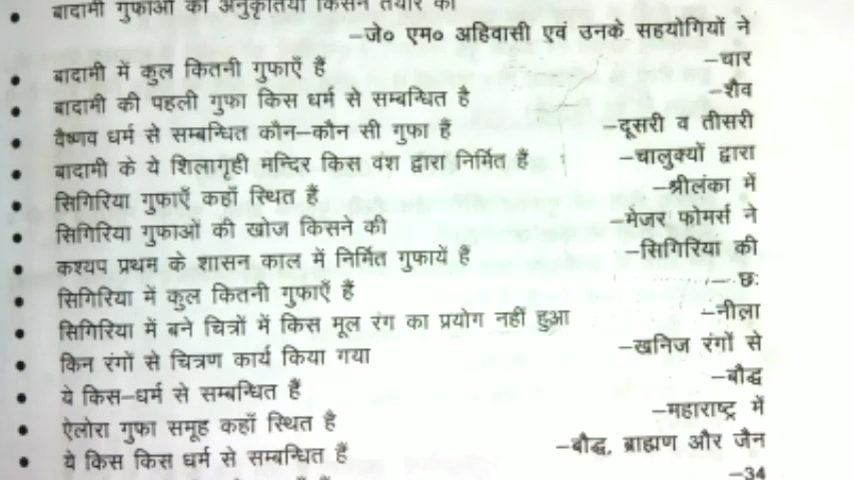 बादामी गुफाओं की अनुकृतियाँ किसने तैयार की
–जे० एम० अहिवासी एवं उनके सहयोगियों ने
बादामी में कुल कितनी गुफाएँ हैं –चार
बादामी की पहली गुफा किस धर्म से सम्बन्धित है –शैव
वैष्णव धर्म से सम्बन्धित कौन–कौन सी गुफा हैं –दूसरी व तीसरी
बादामी के ये शिलागृही मन्दिर किस वंश द्वारा निर्मित हैं –चालुक्यों द्वारा
सिगिरिया गुफाएँ कहाँ स्थित हैं –श्रीलंका में
सिगिरिया गुफाओं की खोज किसने की –मेजर फोमर्स ने
कश्यप प्रथम के शासन काल में निर्मित गुफायें हैं –सिगिरिया की
सिगिरिया में कुल कितनी गुफाएँ हैं –छः
सिगिरिया में बने चित्रों में किस मूल रंग का प्रयोग नहीं हुआ –नीला
किन रंगों से चित्रण कार्य किया गया –खनिज रंगों से
ये किस–धर्म से सम्बन्धित हैं –बौद्ध
ऐलोरा गुफा समूह कहाँ स्थित है –महाराष्ट्र में
ये किस किस धर्म से सम्बन्धित हैं –बौद्ध, ब्राह्मण और जैन
–34